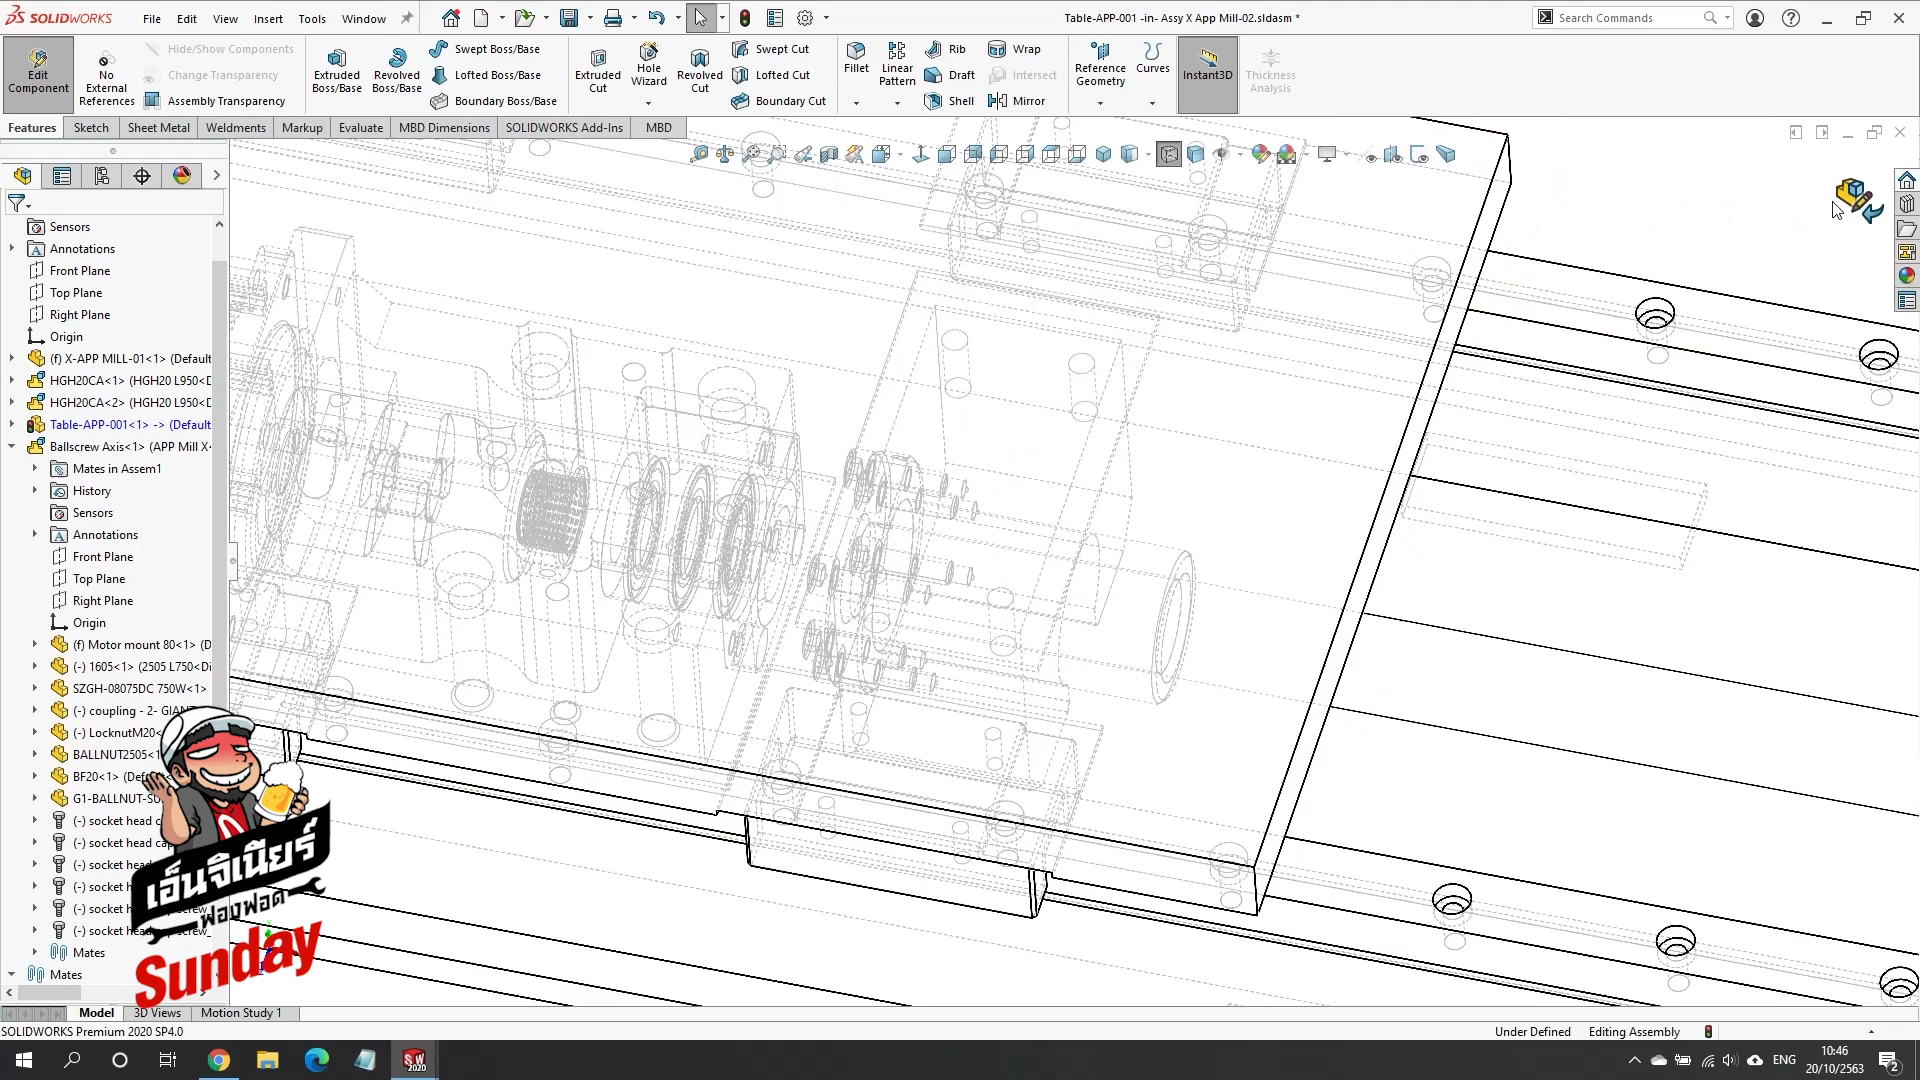 SOLIDWORKS
File Edit View Insert Tools Window
Table-APP-001 -in- Assy X App Mill-02.sldasm *
Search Commands
Edit Component
No External References
Hide/Show Components
Change Transparency
Assembly Transparency
Extruded Boss/Base
Revolved Boss/Base
Swept Boss/Base
Lofted Boss/Base
Boundary Boss/Base
Extruded Cut
Hole Wizard
Revolved Cut
Swept Cut
Lofted Cut
Boundary Cut
Fillet
Linear Pattern
Rib
Draft
Shell
Wrap
Intersect
Mirror
Reference Geometry
Curves
Instant3D
Thickness Analysis
Features Sketch Sheet Metal Weldments Markup Evaluate MBD Dimensions SOLIDWORKS Add-Ins MBD
Sensors
Annotations
Front Plane
Top Plane
Right Plane
Origin
(f) X-APP MILL-01<1> (Default
HGH20CA<1> (HGH20 L950<D
HGH20CA<2> (HGH20 L950<D
Table-APP-001<1> -> (Default
Ballscrew Axis<1> (APP Mill X-
Mates in Assem1
History
Sensors
Annotations
Front Plane
Top Plane
Right Plane
Origin
(f) Motor mount 80<1> (D
(-) 1605<1> (2505 L750<Di
SZGH-08075DC 750W<1>
(-) coupling - 2- GIAN
(-) LocknutM20<
BALLNUT2505<1
BF20<1> (Def
G1-BALLNUT-SU
(-) socket head c
(-) socket head ca
(-) socket head
(-) socket hea
(-) socket h
(-) socket head
Mates
Mates
เอ็นจิเนียร์
ฟองฟอด
Sunday
Model 3D Views Motion Study 1
SOLIDWORKS Premium 2020 SP4.0
Under Defined Editing Assembly
ENG
10:46
20/10/2563
2
SW
2020